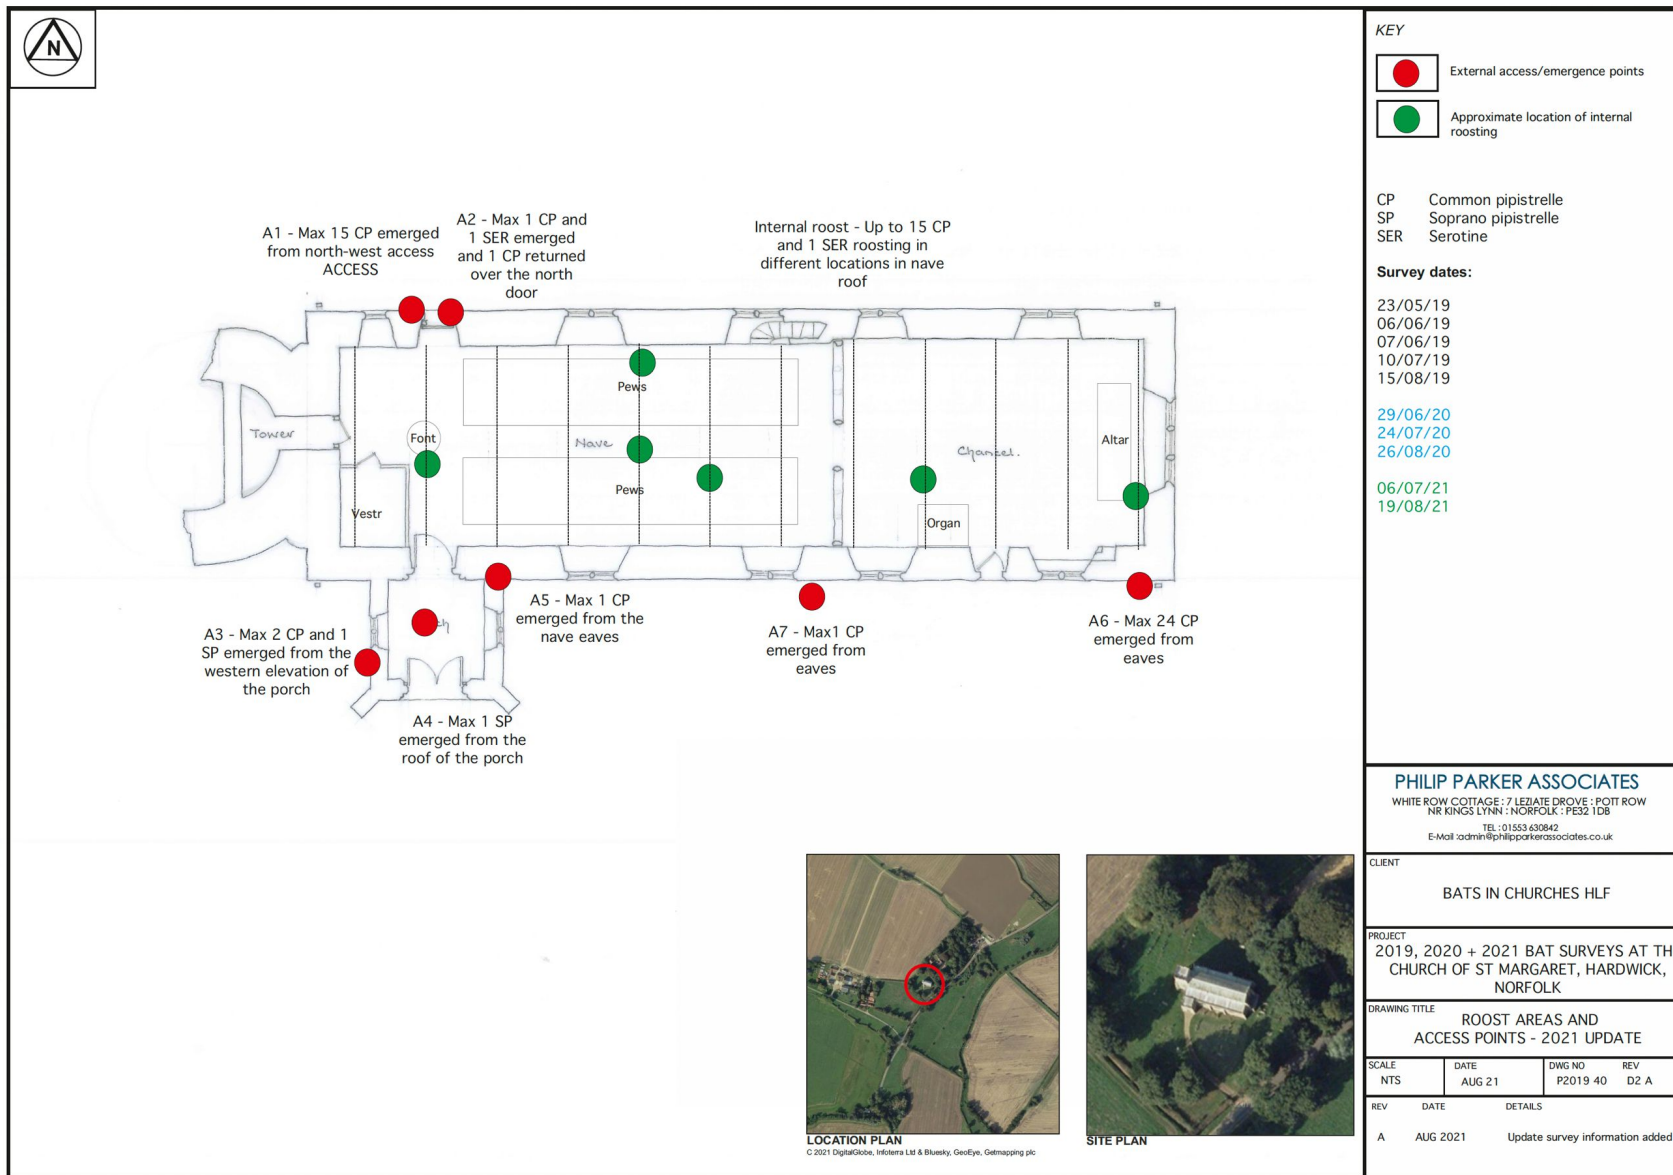 N
A1 - Max 15 CP emerged
from north-west access
ACCESS
A2 - Max 1 CP and
1 SER emerged
and 1 CP returned
over the north
door
Internal roost - Up to 15 CP
and 1 SER roosting in
different locations in nave
roof
Tower
Font
Vestr
Pews
Nave
Pews
Chancel.
Organ
Altar
ch
A3 - Max 2 CP and 1
SP emerged from the
western elevation of
the porch
A4 - Max 1 SP
emerged from the
roof of the porch
A5 - Max 1 CP
emerged from the
nave eaves
A7 - Max1 CP
emerged from
eaves
A6 - Max 24 CP
emerged from
eaves
LOCATION PLAN
C 2021 DigitalGlobe, Infoterra Ltd & Bluesky, GeoEye, Getmapping plc
SITE PLAN
KEY
External access/emergence points
Approximate location of internal
roosting
CP Common pipistrelle
SP Soprano pipistrelle
SER Serotine
Survey dates:
23/05/19
06/06/19
07/06/19
10/07/19
15/08/19
29/06/20
24/07/20
26/08/20
06/07/21
19/08/21
PHILIP PARKER ASSOCIATES
WHITE ROW COTTAGE : 7 LEZIATE DROVE : POTT ROW
NR KINGS LYNN : NORFOLK : PE32 1DB
TEL : 01553 630842
E-Mail :admin@philipparkerassociates.co.uk
CLIENT
BATS IN CHURCHES HLF
PROJECT
2019, 2020 + 2021 BAT SURVEYS AT TH
CHURCH OF ST MARGARET, HARDWICK,
NORFOLK
DRAWING TITLE
ROOST AREAS AND
ACCESS POINTS - 2021 UPDATE
SCALE DATE DWG NO REV
NTS AUG 21 P2019 40 D2 A
REV DATE DETAILS
A AUG 2021 Update survey information added